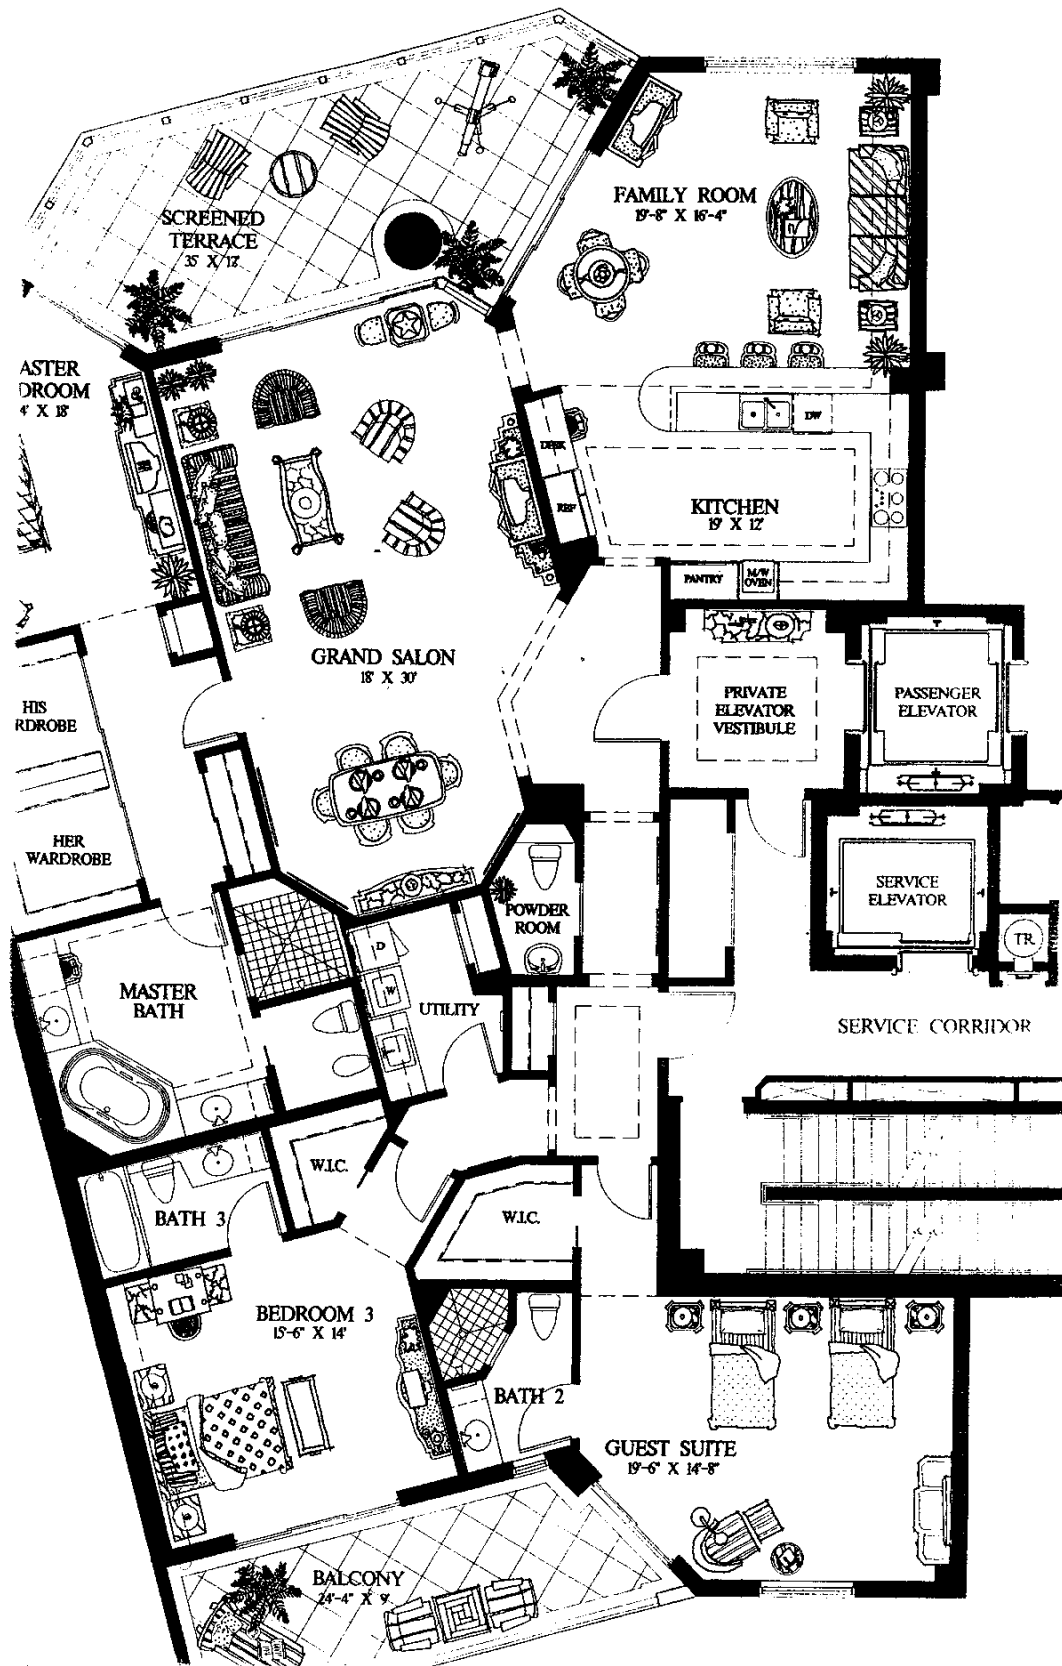 SCREENED
TERRACE
35' X 12'
FAMILY ROOM
19'-8" X 16'-4"
ASTER
DROOM
4' X 18'
DW
DESK
REF
KITCHEN
19' X 12'
PANTRY
M/W
OVEN
GRAND SALON
18' X 30'
HIS
RDROBE
PRIVATE
ELEVATOR
VESTIBULE
PASSENGER
ELEVATOR
HER
WARDROBE
SERVICE
ELEVATOR
POWDER
ROOM
TR
D
W
MASTER
BATH
UTILITY
SERVICE CORRIDOR
W.I.C.
BATH 3
W.I.C.
BEDROOM 3
15'-6" X 14'
BATH 2
GUEST SUITE
19'-6" X 14'-8"
BALCONY
24'-4" X 9'